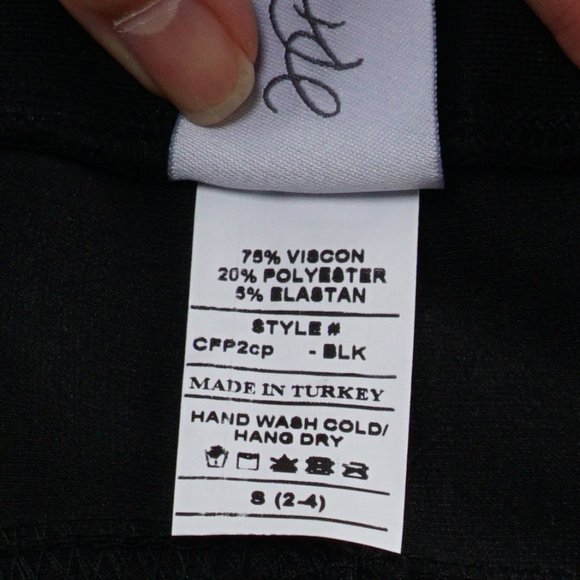 75% VISCON
20% POLYESTER
5% ELASTAN
STYLE #
CFP2cp - BLK
MADE IN TURKEY
HAND WASH COLD/
HANG DRY
S (2-4)